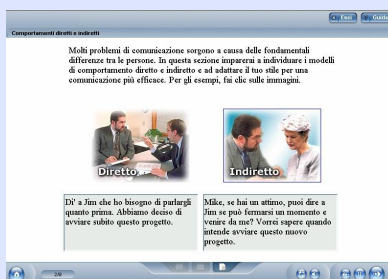 Esci
Guida
Comportamenti diretti e indiretti
Molti problemi di comunicazione sorgono a causa delle fondamentali
differenze tra le persone. In questa sezione imparerai a individuare i modelli
di comportamento diretto e indiretto e ad adattare il tuo stile per una
comunicazione più efficace. Per gli esempi, fai clic sulle immagini.
Diretto
Indiretto
Di' a Jim che ho bisogno di parlargli
quanto prima. Abbiamo deciso di
avviare subito questo progetto.
Mike, se hai un attimo, puoi dire a
Jim se può fermarsi un momento e
venire da me? Vorrei sapere quando
intende avviare questo nuovo
progetto.
2/9